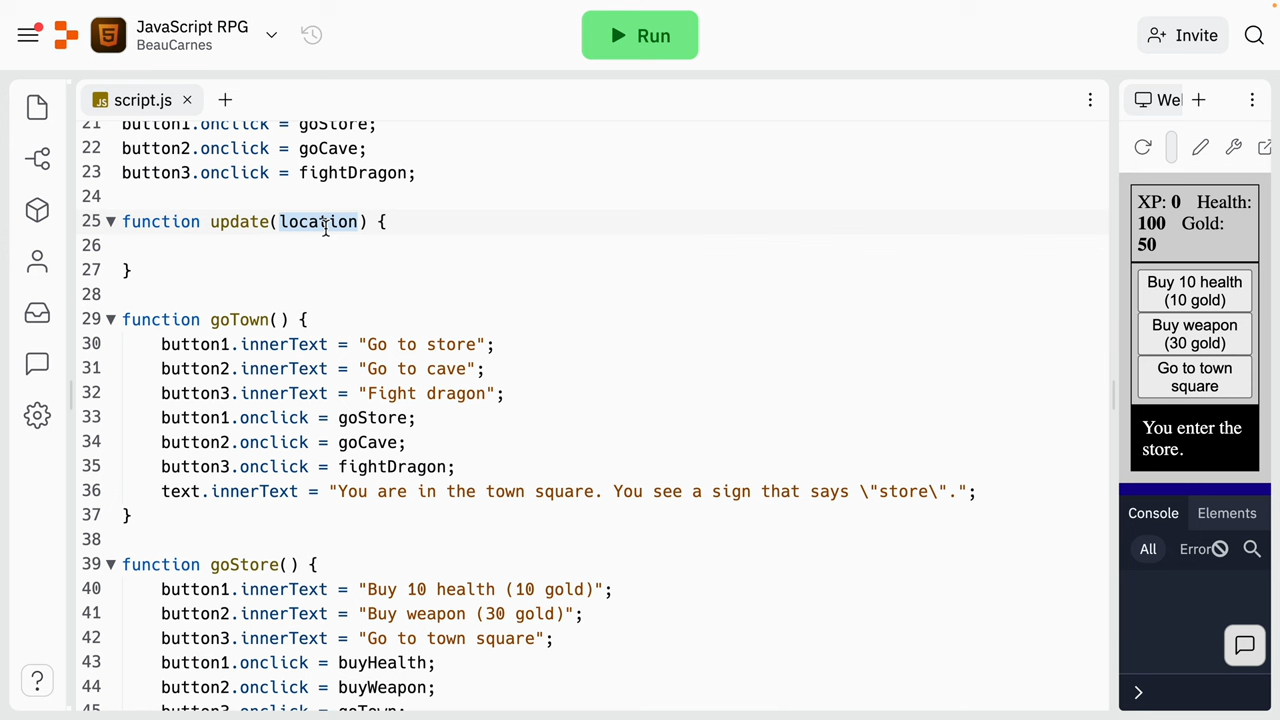 JavaScript RPG
BeauCarnes
Run
Invite
JS script.js
21 button1.onclick = goStore;
22 button2.onclick = goCave;
23 button3.onclick = fightDragon;
24
25 function update(location) {
26
27 }
28
29 function goTown() {
30 button1.innerText = "Go to store";
31 button2.innerText = "Go to cave";
32 button3.innerText = "Fight dragon";
33 button1.onclick = goStore;
34 button2.onclick = goCave;
35 button3.onclick = fightDragon;
36 text.innerText = "You are in the town square. You see a sign that says \"store\".";
37 }
38
39 function goStore() {
40 button1.innerText = "Buy 10 health (10 gold)";
41 button2.innerText = "Buy weapon (30 gold)";
42 button3.innerText = "Go to town square";
43 button1.onclick = buyHealth;
44 button2.onclick = buyWeapon;
45 button3.onclick = goTown;
We
XP: 0 Health:
100 Gold:
50
Buy 10 health
(10 gold)
Buy weapon
(30 gold)
Go to town
square
You enter the
store.
Console Elements
All Error